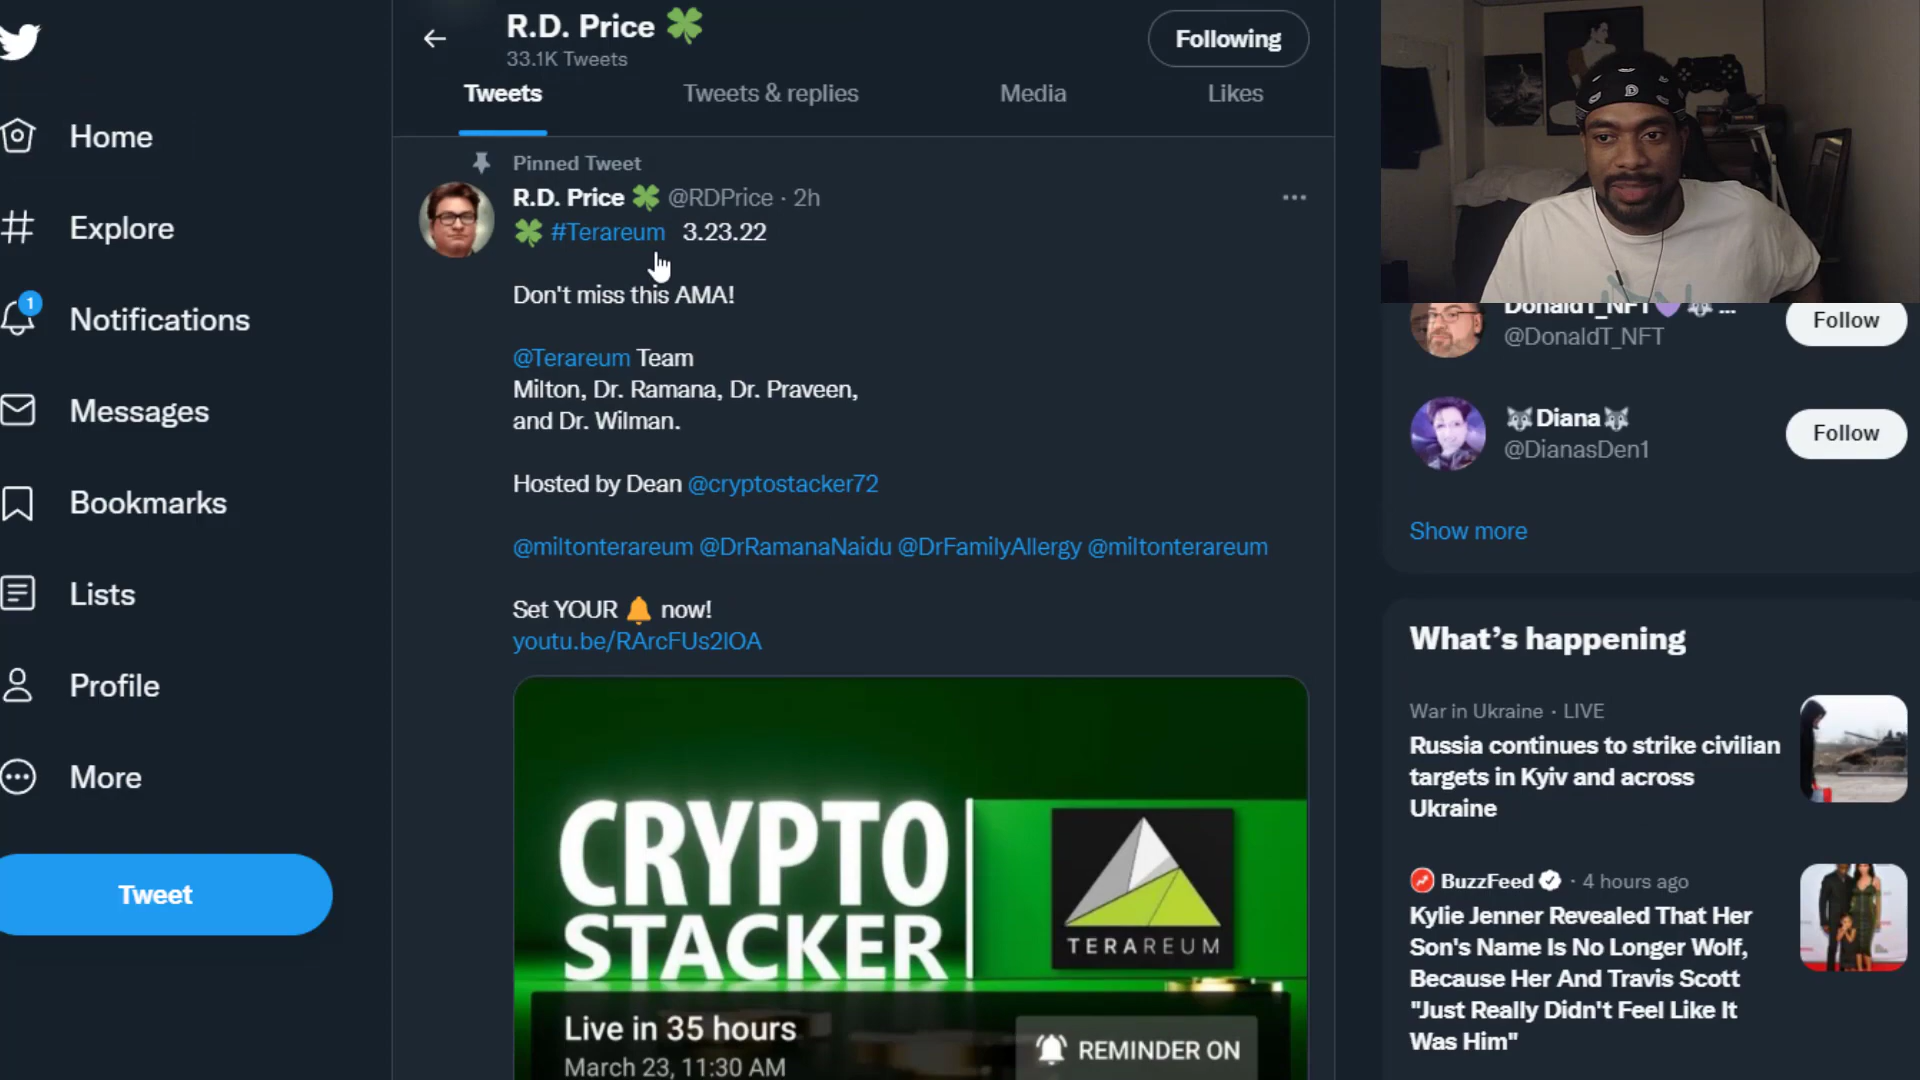 Home
Explore
1
Notifications
Messages
Bookmarks
Lists
Profile
More
Tweet
R.D. Price 🍀
33.1K Tweets
Following
Tweets
Tweets & replies
Media
Likes
Pinned Tweet
R.D. Price 🍀 @RDPrice · 2h
🍀 #Terareum 3.23.22
Don't miss this AMA!
@Terareum Team
Milton, Dr. Ramana, Dr. Praveen,
and Dr. Wilman.
Hosted by Dean @cryptostacker72
@miltonterareum @DrRamanaNaidu @DrFamilyAllergy @miltonterareum
Set YOUR 🔔 now!
youtu.be/RArcFUs2lOA
CRYPTO
STACKER
TERAREUM
Live in 35 hours
March 23, 11:30 AM
REMINDER ON
DonaldT_NFT💜🐺 ...
@DonaldT_NFT
Follow
🐺Diana🐺
@DianasDen1
Follow
Show more
What's happening
War in Ukraine · LIVE
Russia continues to strike civilian
targets in Kyiv and across
Ukraine
BuzzFeed · 4 hours ago
Kylie Jenner Revealed That Her
Son's Name Is No Longer Wolf,
Because Her And Travis Scott
"Just Really Didn't Feel Like It
Was Him"